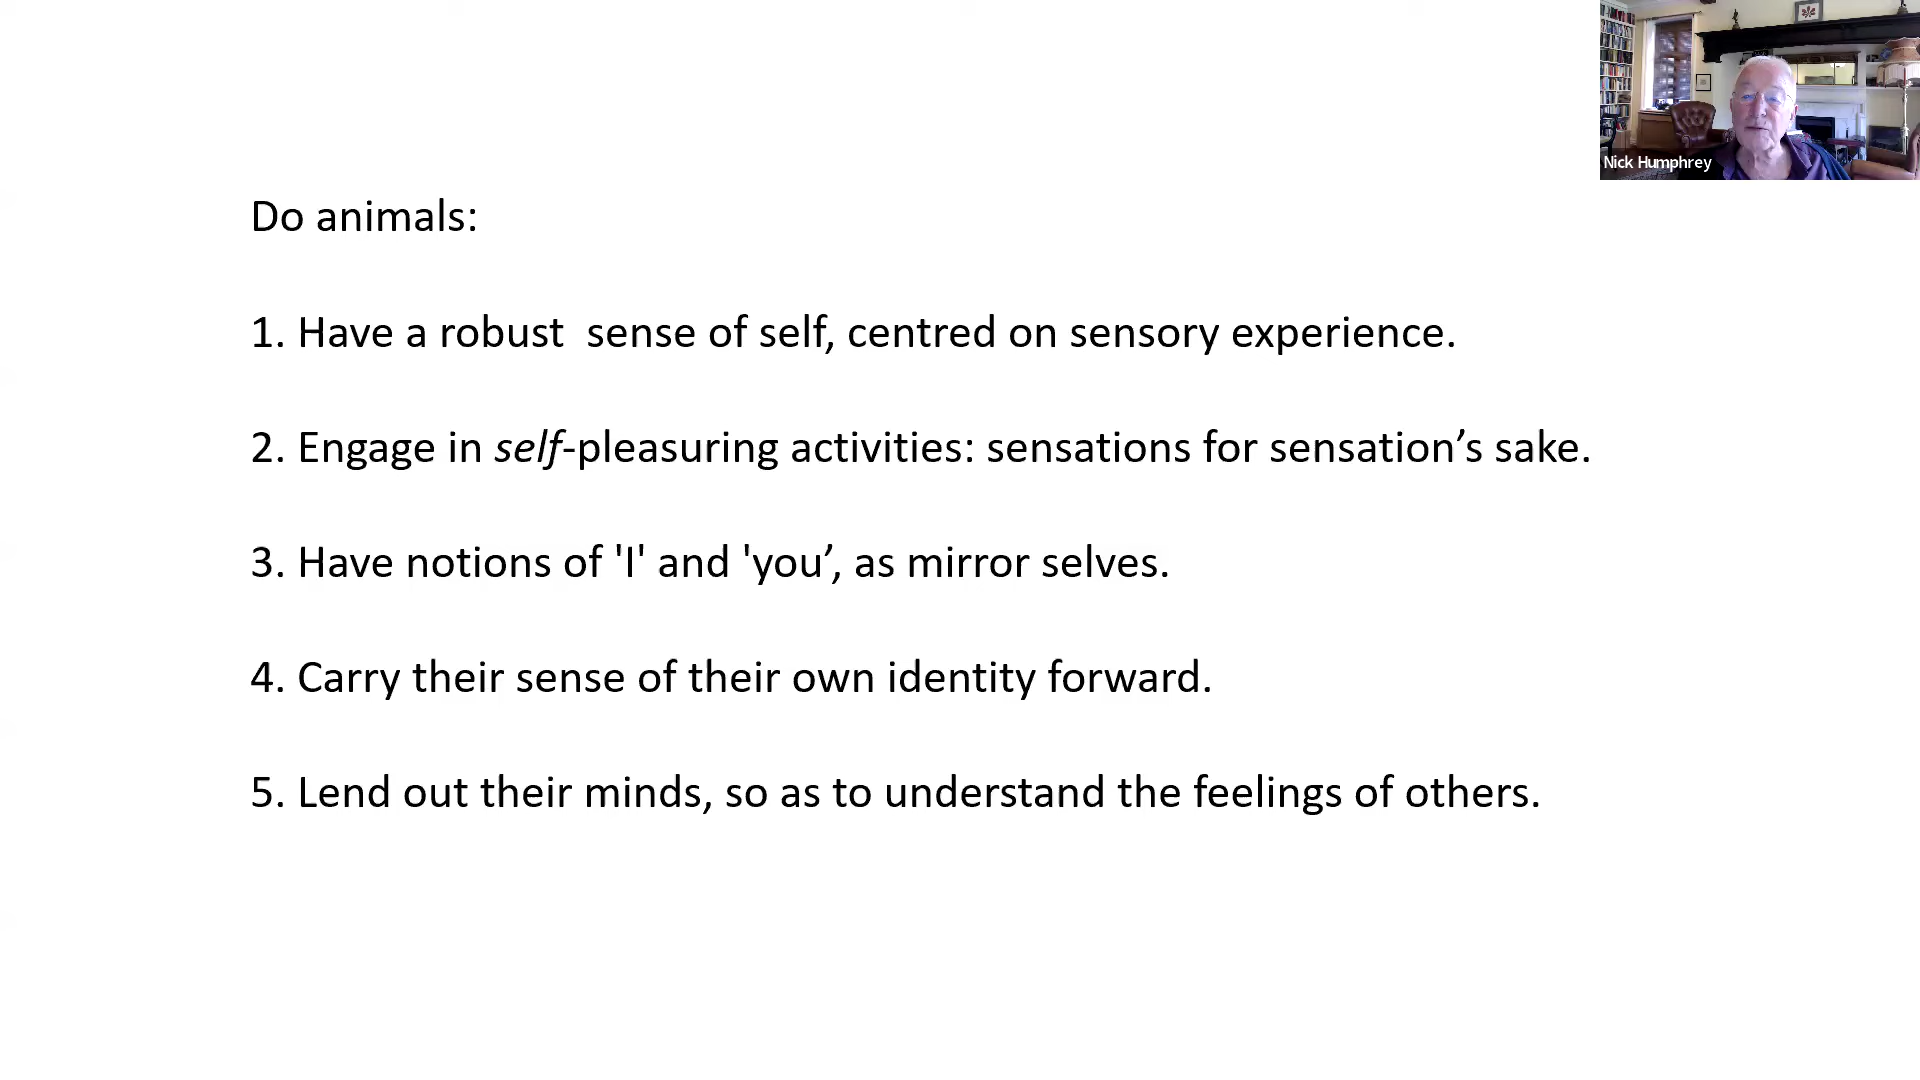 Nick Humphrey
Do animals:
1. Have a robust  sense of self, centred on sensory experience.
2. Engage in self-pleasuring activities: sensations for sensation’s sake.
3. Have notions of 'I' and 'you’, as mirror selves.
4. Carry their sense of their own identity forward.
5. Lend out their minds, so as to understand the feelings of others.